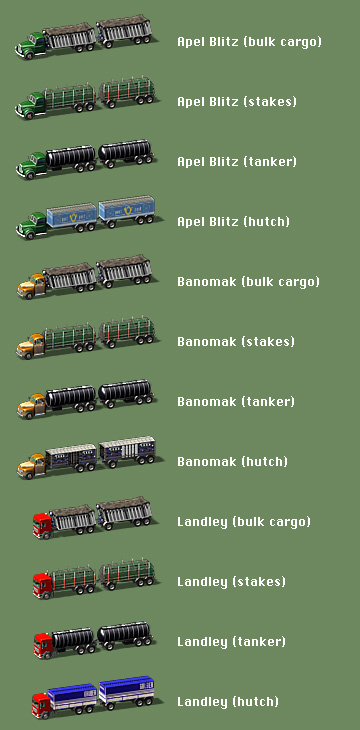 Apel Blitz (bulk cargo)
Apel Blitz (stakes)
Apel Blitz (tanker)
Apel Blitz (hutch)
Banomak (bulk cargo)
Banomak (stakes)
Banomak (tanker)
Banomak (hutch)
Landley (bulk cargo)
Landley (stakes)
Landley (tanker)
Landley (hutch)